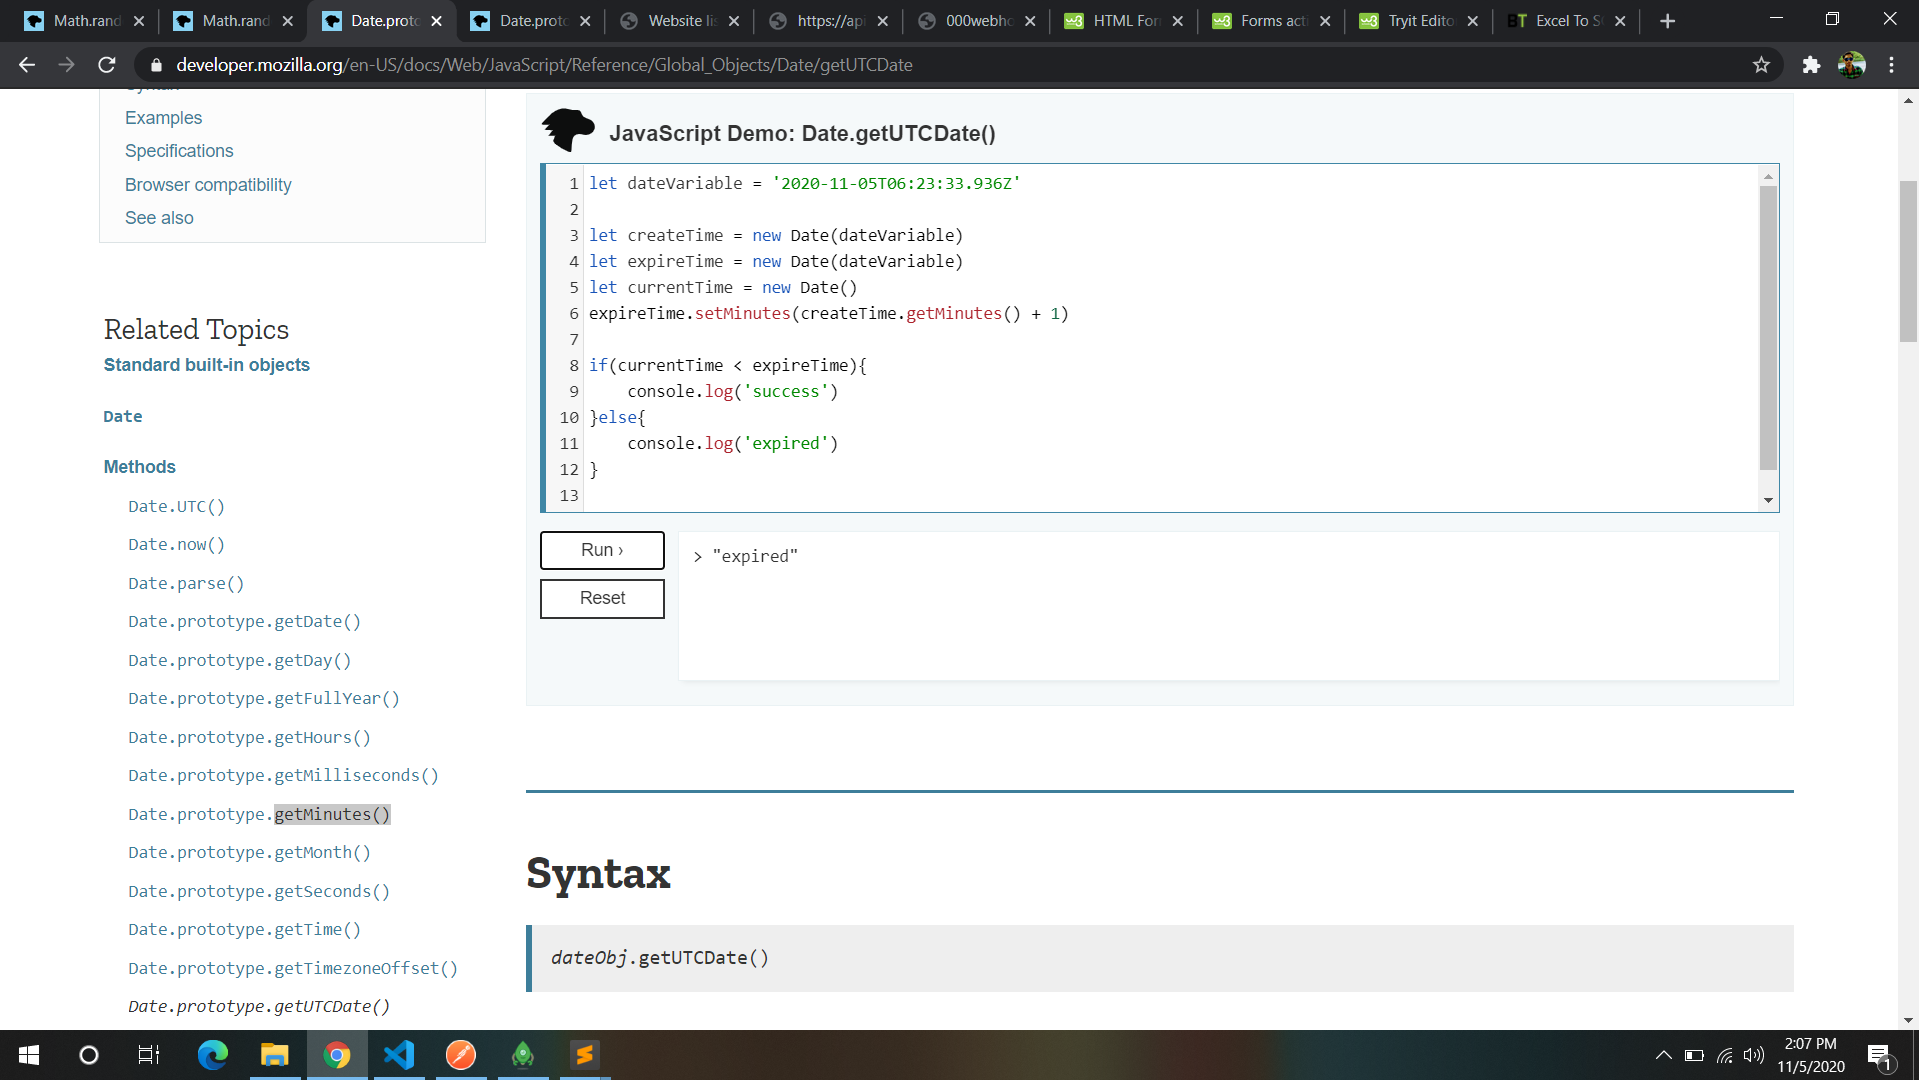 Math.rand
Math.rand
Date.proto
Date.proto
Website lis
https://api
000webho
HTML For
Forms acti
Tryit Edito
BT Excel To S
developer.mozilla.org/en-US/docs/Web/JavaScript/Reference/Global_Objects/Date/getUTCDate
Syntax
Examples
Specifications
Browser compatibility
See also
Related Topics
Standard built-in objects
Date
Methods
Date.UTC()
Date.now()
Date.parse()
Date.prototype.getDate()
Date.prototype.getDay()
Date.prototype.getFullYear()
Date.prototype.getHours()
Date.prototype.getMilliseconds()
Date.prototype.getMinutes()
Date.prototype.getMonth()
Date.prototype.getSeconds()
Date.prototype.getTime()
Date.prototype.getTimezoneOffset()
Date.prototype.getUTCDate()
JavaScript Demo: Date.getUTCDate()
1 let dateVariable = '2020-11-05T06:23:33.936Z'
2
3 let createTime = new Date(dateVariable)
4 let expireTime = new Date(dateVariable)
5 let currentTime = new Date()
6 expireTime.setMinutes(createTime.getMinutes() + 1)
7
8 if(currentTime < expireTime){
9 console.log('success')
10 }else{
11 console.log('expired')
12 }
13
Run ›
> "expired"
Reset
Syntax
dateObj.getUTCDate()
2:07 PM
11/5/2020
1